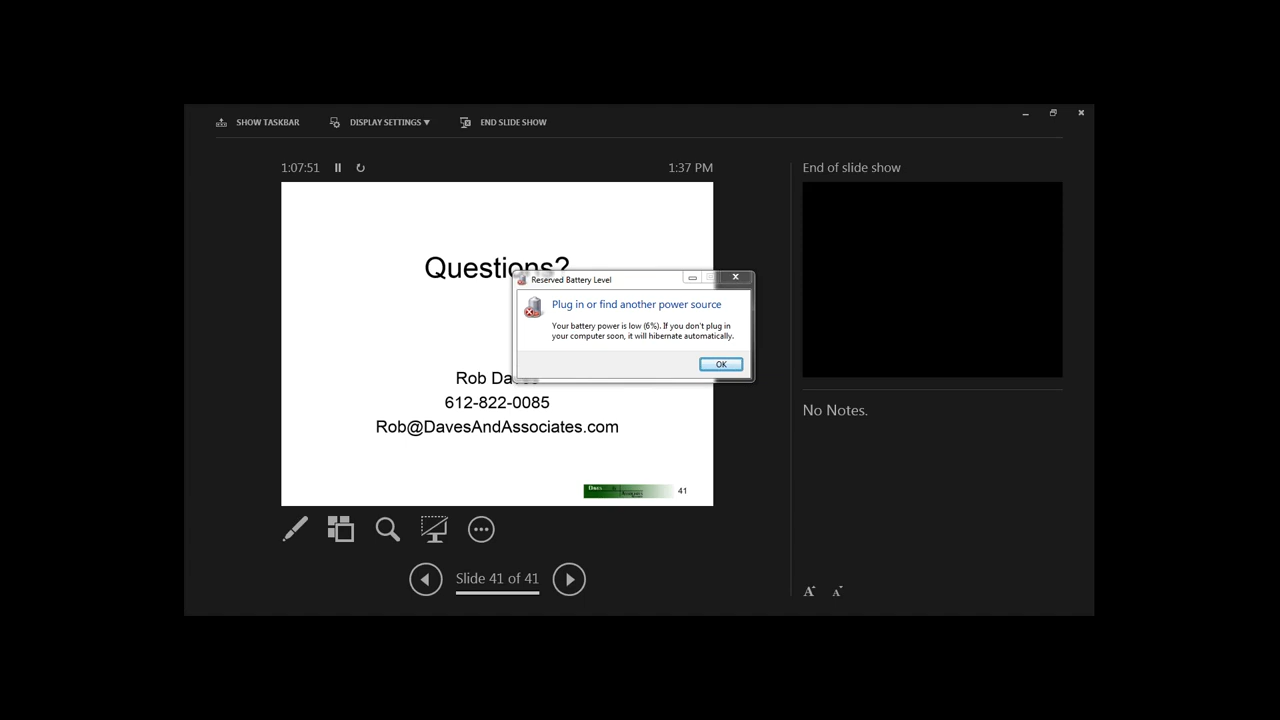 SHOW TASKBAR
DISPLAY SETTINGS ▼
END SLIDE SHOW
1:07:51
1:37 PM
End of slide show
Questions?
Reserved Battery Level
Plug in or find another power source
Your battery power is low (6%). If you don't plug in
your computer soon, it will hibernate automatically.
OK
Rob
612-822-0085
Rob@DavesAndAssociates.com
41
No Notes.
Slide 41 of 41
A A